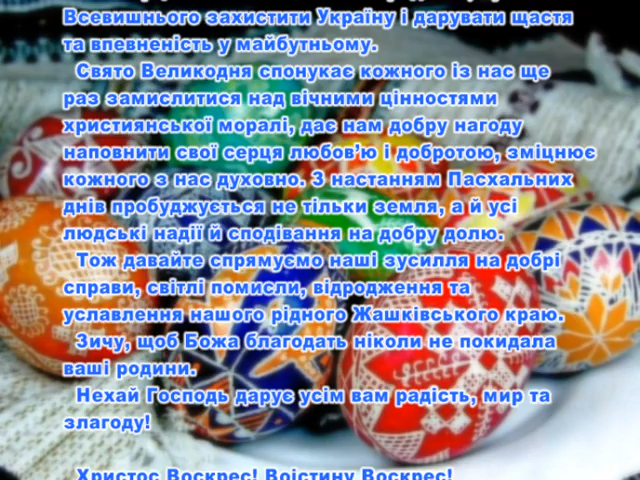 Всевишнього захистити Україну і дарувати щастя
та впевненість у майбутньому.
Свято Великодня спонукає кожного із нас ще
раз замислитися над вічними цінностями
християнської моралі, дає нам добру нагоду
наповнити свої серця любов’ю і добротою, зміцнює
кожного з нас духовно. З настанням Пасхальних
днів пробуджується не тільки земля, а й усі
людські надії й сподівання на добру долю.
Тож давайте спрямуємо наші зусилля на добрі
справи, світлі помисли, відродження та
уславлення нашого рідного Жашківського краю.
Зичу, щоб Божа благодать ніколи не покидала
ваші родини.
Нехай Господь дарує усім вам радість, мир та
злагоду!
Христос Воскрес! Воістину Воскрес!